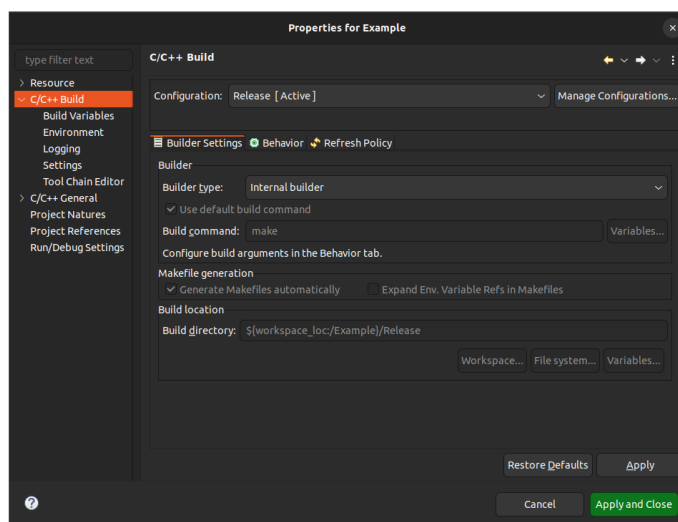 Properties for Example
type filter text
Resource
C/C++ Build
Build Variables
Environment
Logging
Settings
Tool Chain Editor
C/C++ General
Project Natures
Project References
Run/Debug Settings
C/C++ Build
Configuration: Release [ Active ] Manage Configurations...
Builder Settings Behavior Refresh Policy
Builder
Builder type: Internal builder
Use default build command
Build command: make Variables...
Configure build arguments in the Behavior tab.
Makefile generation
Generate Makefiles automatically Expand Env. Variable Refs in Makefiles
Build location
Build directory: ${workspace_loc:/Example}/Release
Workspace... File system... Variables...
Restore Defaults Apply
Cancel Apply and Close